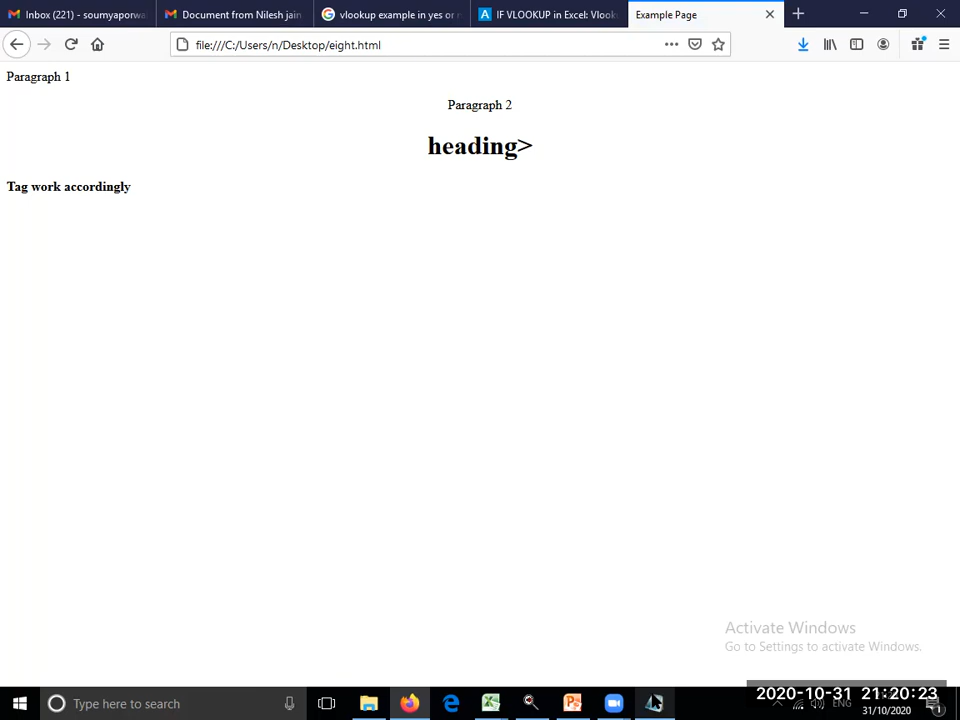 Inbox (221) - soumyaporwa
Document from Nilesh jain
vlookup example in yes or n
IF VLOOKUP in Excel: Vlook
Example Page
file:///C:/Users/n/Desktop/eight.html
Paragraph 1
Paragraph 2
heading>
Tag work accordingly
Activate Windows
Go to Settings to activate Windows.
Type here to search
ENG
2020-10-31 21:20:23
31/10/2020